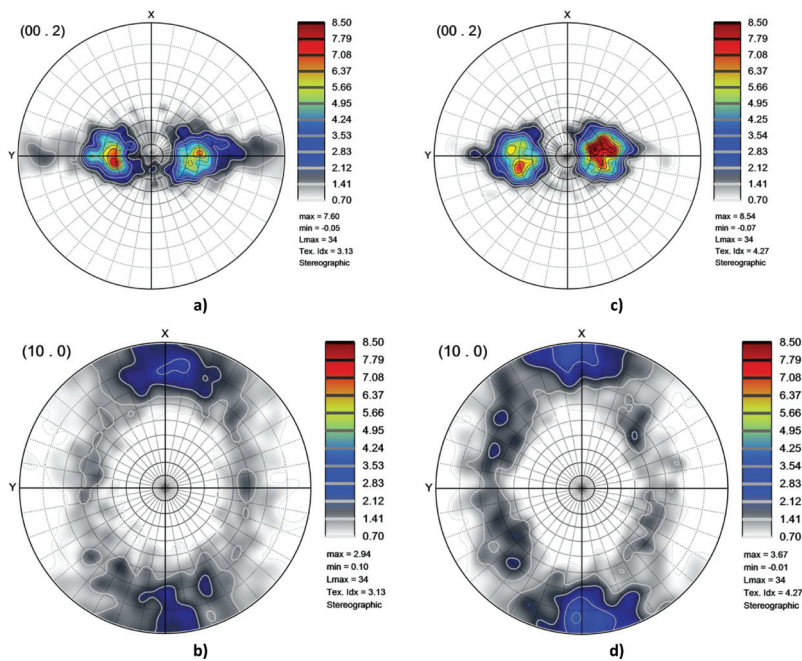 X
(00 . 2)
Y
8.50
7.79
7.08
6.37
5.66
4.95
4.24
3.53
2.83
2.12
1.41
0.70
max = 7.60
min = -0.05
Lmax = 34
Tex. Idx = 3.13
Stereographic
a)
X
(00 . 2)
Y
8.50
7.79
7.08
6.37
5.66
4.95
4.24
3.53
2.83
2.12
1.41
0.70
max = 8.54
min = -0.07
Lmax = 34
Tex. Idx = 4.27
Stereographic
c)
X
(10 . 0)
Y
8.50
7.79
7.08
6.37
5.66
4.95
4.24
3.53
2.83
2.12
1.41
0.70
max = 2.94
min = 0.10
Lmax = 34
Tex. Idx = 3.13
Stereographic
b)
X
(10 . 0)
Y
8.50
7.79
7.08
6.37
5.66
4.95
4.24
3.53
2.83
2.12
1.41
0.70
max = 3.67
min = -0.01
Lmax = 34
Tex. Idx = 4.27
Stereographic
d)